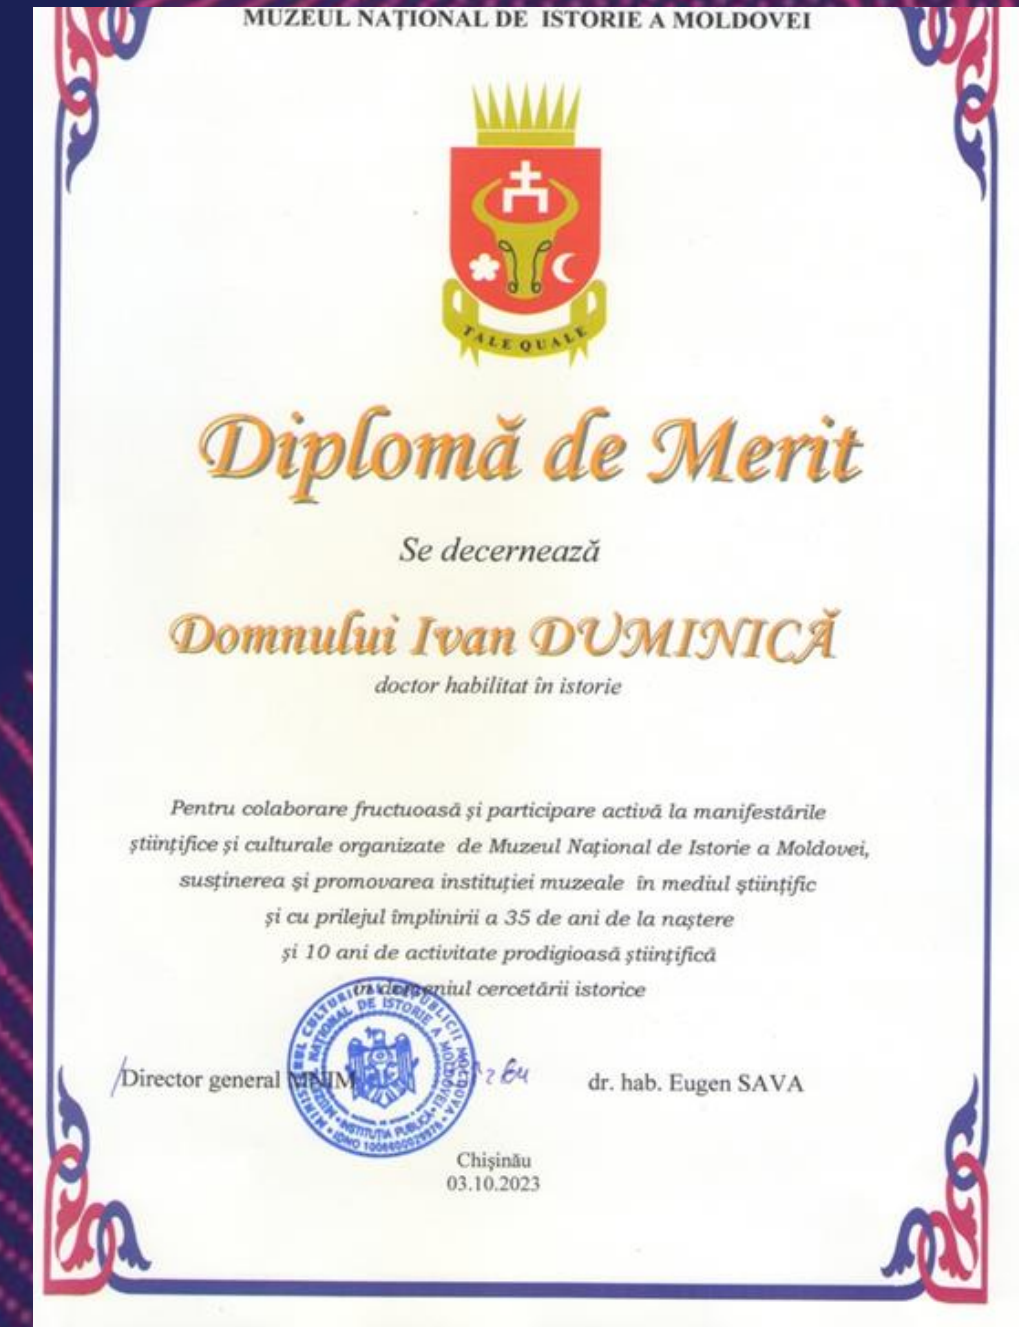 MUZEUL NAȚIONAL DE ISTORIE A MOLDOVEI
TALE QUALE
Diplomă de Merit
Se decernează
Domnului Ivan DUMINICĂ
doctor habilitat în istorie
Pentru colaborare fructuoasă și participare activă la manifestările
științifice și culturale organizate de Muzeul Național de Istorie a Moldovei,
susținerea și promovarea instituției muzeale în mediul științific
și cu prilejul împlinirii a 35 de ani de la naștere
și 10 ani de activitate prodigioasă științifică
în domeniul cercetării istorice
Director general MNIM
dr. hab. Eugen SAVA
Chișinău
03.10.2023